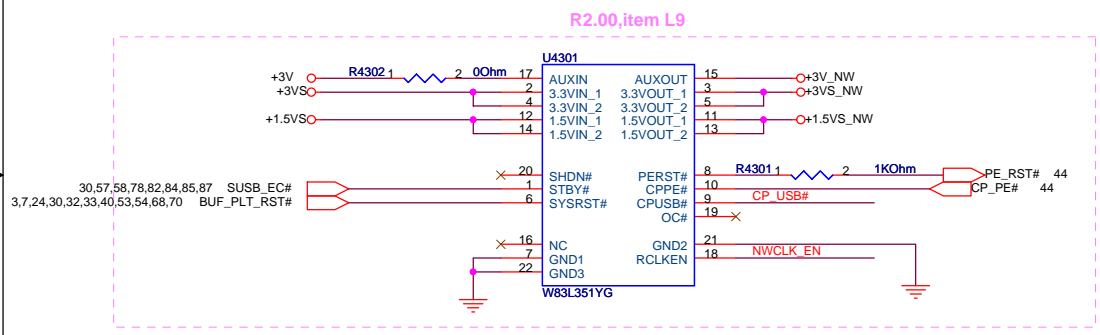 R2.00,item L9
U4301
+3V R4302 1 2 0Ohm 17 AUXIN AUXOUT 15 +3V_NW
+3VS 2 3.3VIN_1 3.3VOUT_1 3 +3VS_NW
4 3.3VIN_2 3.3VOUT_2 5
+1.5VS 12 1.5VIN_1 1.5VOUT_1 11 +1.5VS_NW
14 1.5VIN_2 1.5VOUT_2 13
20 SHDN# PERST# 8 R4301 1 2 1KOhm PE_RST# 44
30,57,58,78,82,84,85,87 SUSB_EC# 1 STBY# CPPE# 10 CP_PE# 44
3,7,24,30,32,33,40,53,54,68,70 BUF_PLT_RST# 6 SYSRST# CPUSB# 9 CP_USB#
OC# 19
16 NC GND2 21
7 GND1 RCLKEN 18 NWCLK_EN
22 GND3
W83L351YG